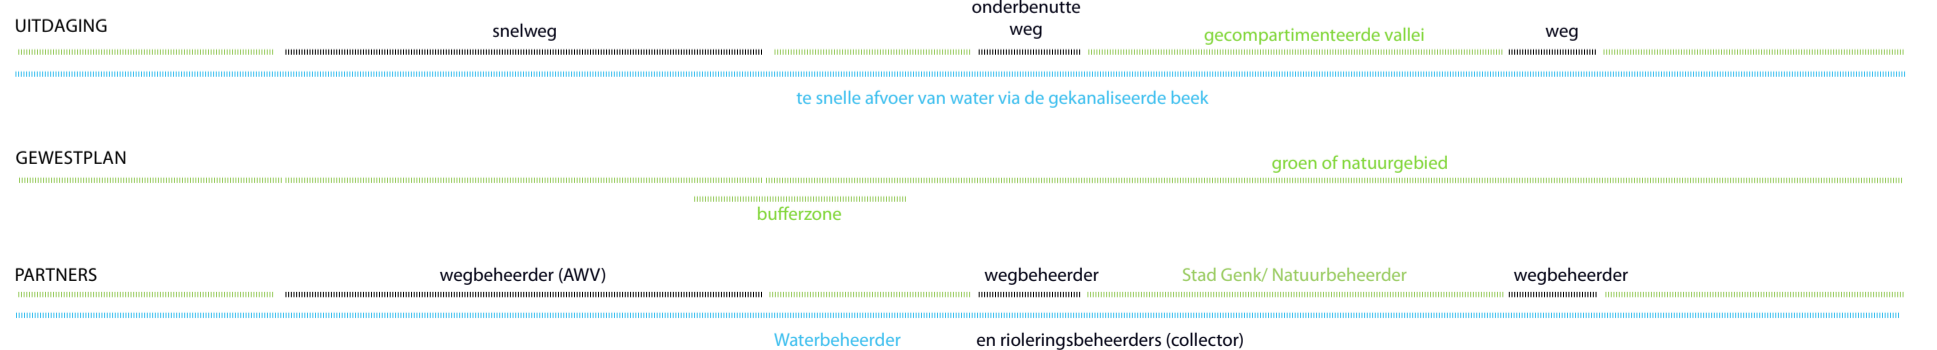 UITDAGING
snelweg
onderbenutte
weg
gecompartimenteerde vallei
weg
te snelle afvoer van water via de gekanaliseerde beek
GEWESTPLAN
groen of natuurgebied
bufferzone
PARTNERS
wegbeheerder (AWV)
wegbeheerder
Stad Genk/ Natuurbeheerder
wegbeheerder
Waterbeheerder
en rioleringsbeheerders (collector)